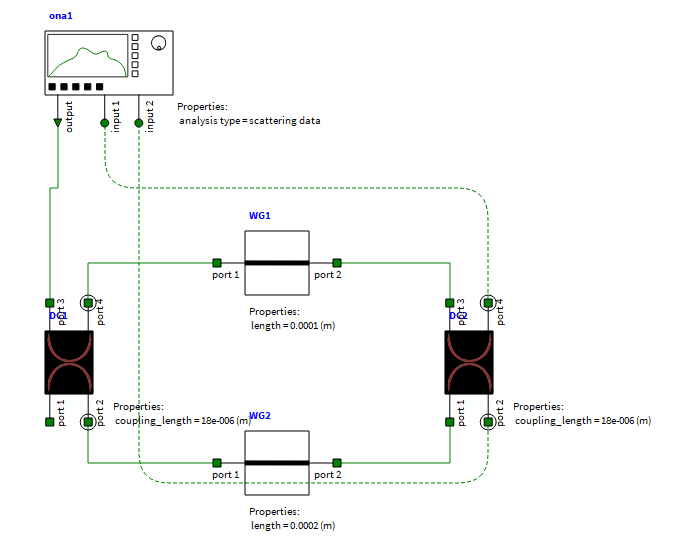 ona1
output
input 1
input 2
Properties:
analysis type = scattering data
WG1
port 1
port 2
Properties:
length = 0.0001 (m)
port 3
port 4
DC1
port 1
port 2
Properties:
coupling_length = 18e-006 (m)
port 3
port 4
DC2
port 1
port 2
Properties:
coupling_length = 18e-006 (m)
WG2
port 1
port 2
Properties:
length = 0.0002 (m)